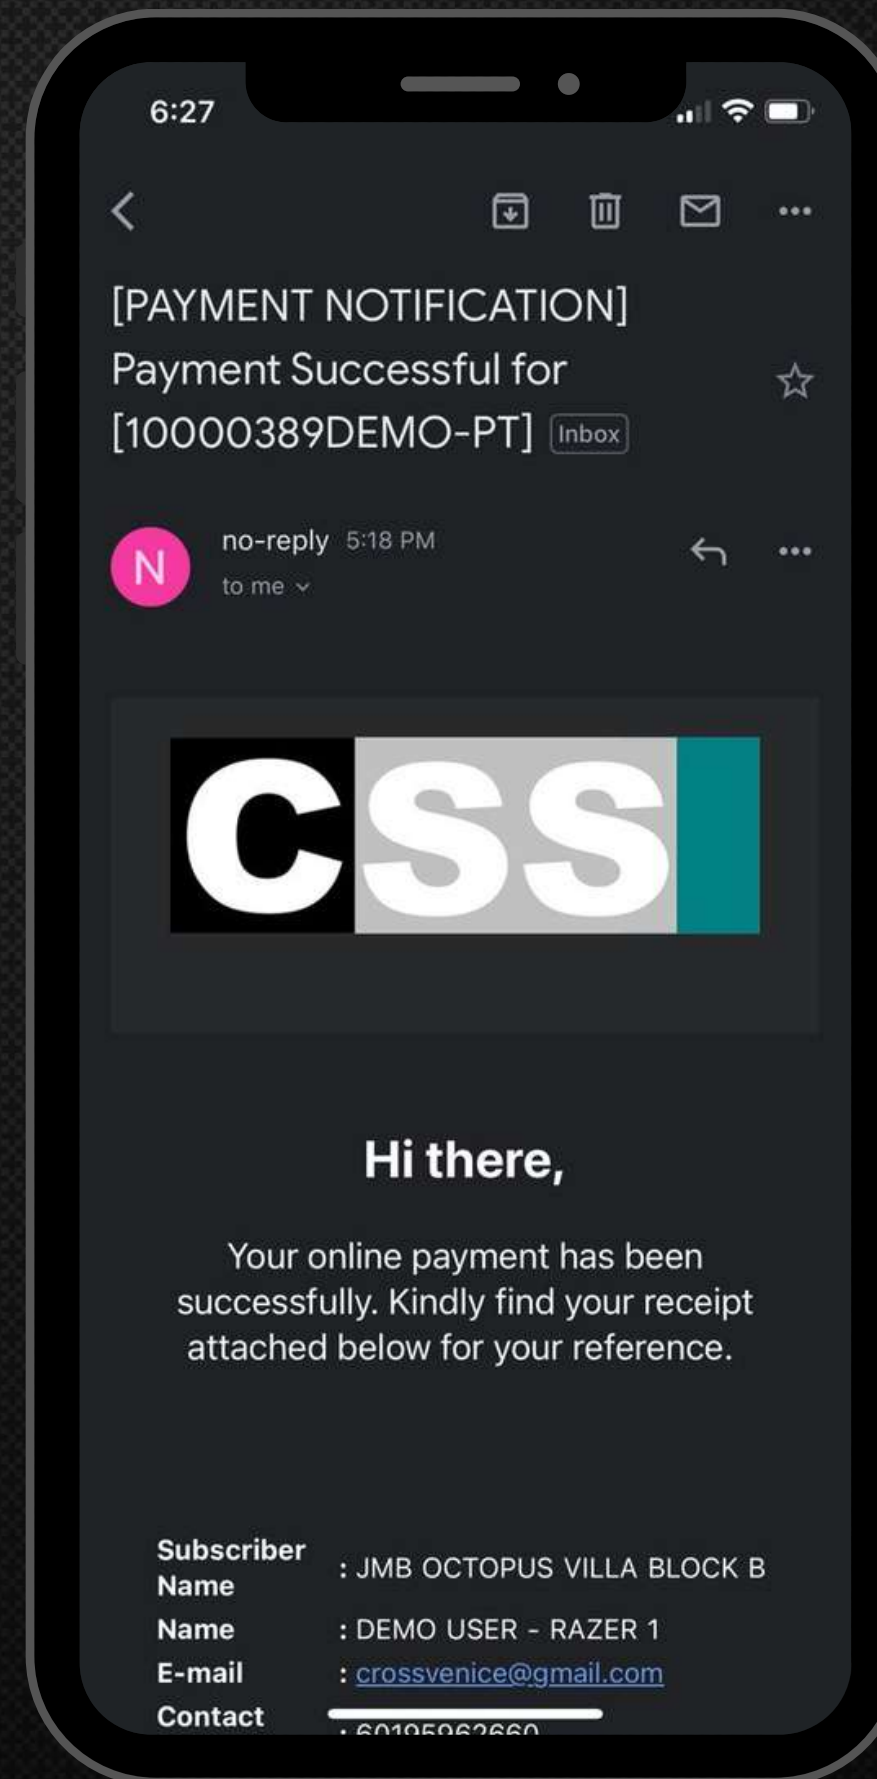 6:27
[PAYMENT NOTIFICATION]
Payment Successful for
[10000389DEMO-PT] Inbox
N
no-reply 5:18 PM
to me
css
Hi there,
Your online payment has been
successfully. Kindly find your receipt
attached below for your reference.
Subscriber
Name : JMB OCTOPUS VILLA BLOCK B
Name : DEMO USER - RAZER 1
E-mail : crossvenice@gmail.com
Contact
: 60195962660